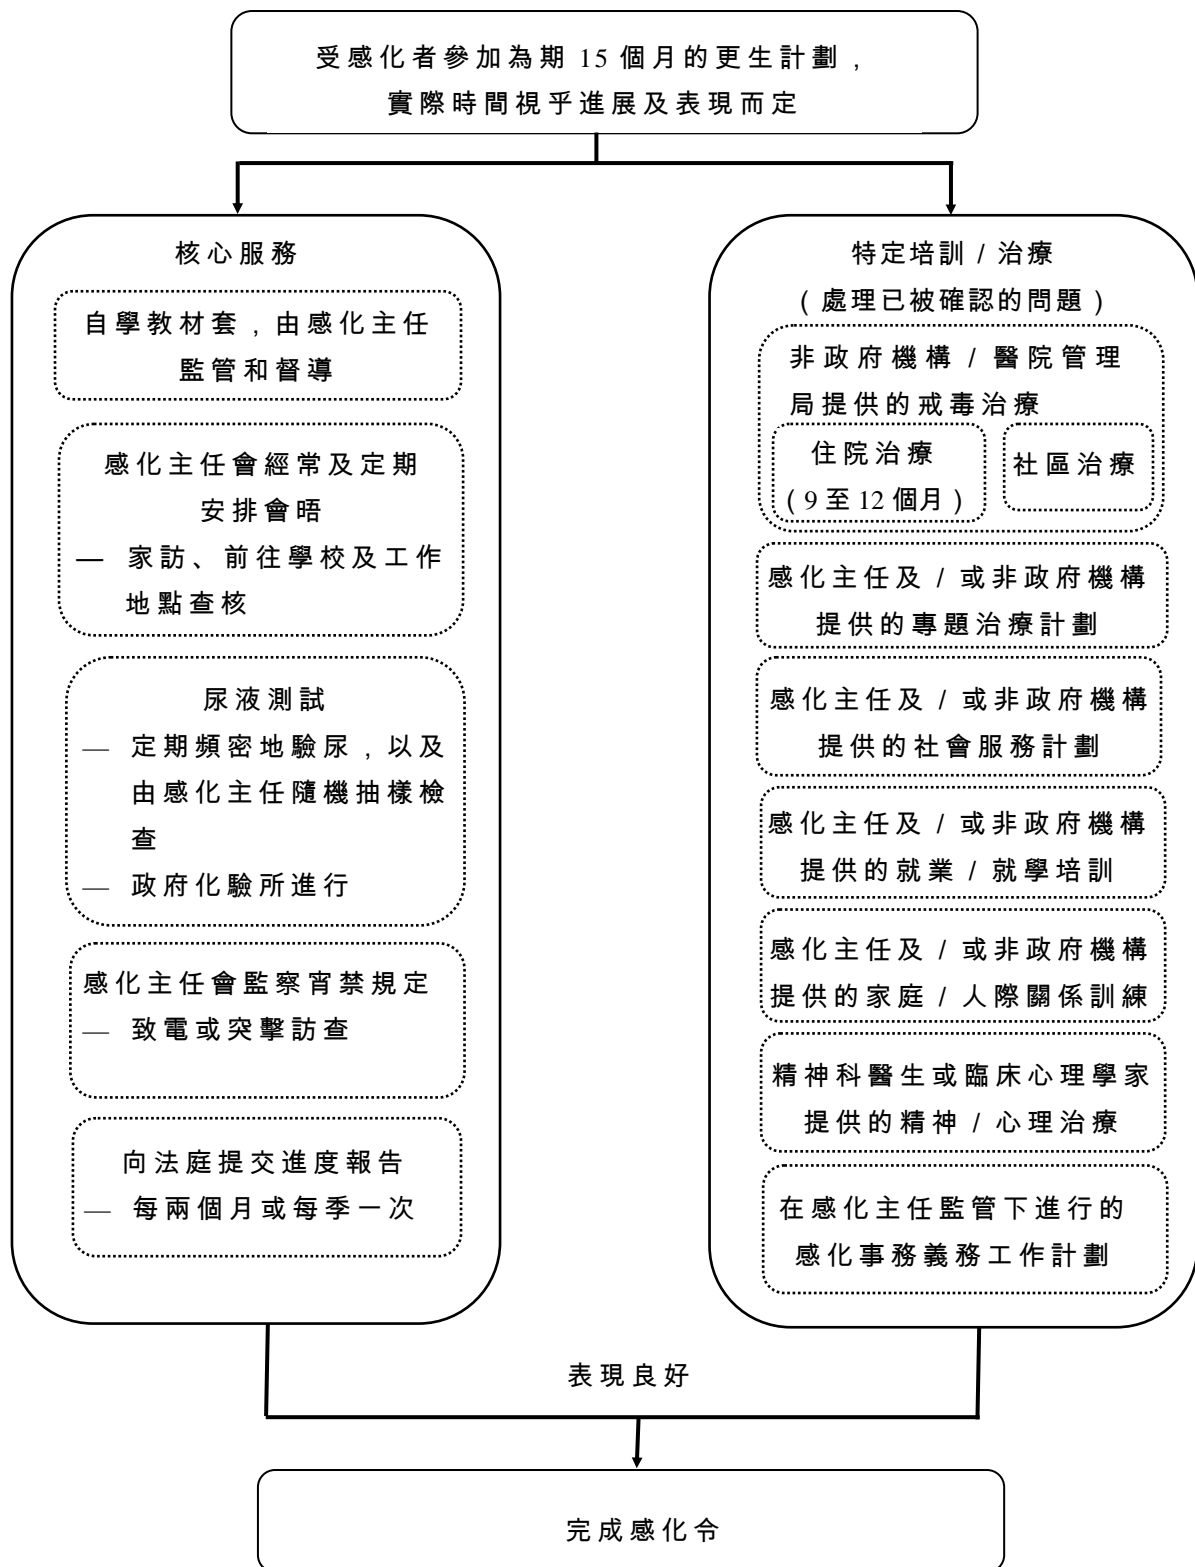 受感化者參加為期 15 個月的更生計劃，
實際時間視乎進展及表現而定
核心服務
自學教材套，由感化主任
監管和督導
感化主任會經常及定期
安排會晤
— 家訪、前往學校及工作
地點查核
尿液測試
— 定期頻密地驗尿，以及
由感化主任隨機抽樣檢
查
— 政府化驗所進行
感化主任會監察宵禁規定
— 致電或突擊訪查
向法庭提交進度報告
— 每兩個月或每季一次
特定培訓 / 治療
（處理已被確認的問題）
非政府機構 / 醫院管理
局提供的戒毒治療
住院治療
（9 至 12 個月）
社區治療
感化主任及 / 或非政府機構
提供的專題治療計劃
感化主任及 / 或非政府機構
提供的社會服務計劃
感化主任及 / 或非政府機構
提供的就業 / 就學培訓
感化主任及 / 或非政府機構
提供的家庭 / 人際關係訓練
精神科醫生或臨床心理學家
提供的精神 / 心理治療
在感化主任監管下進行的
感化事務義務工作計劃
表現良好
完成感化令